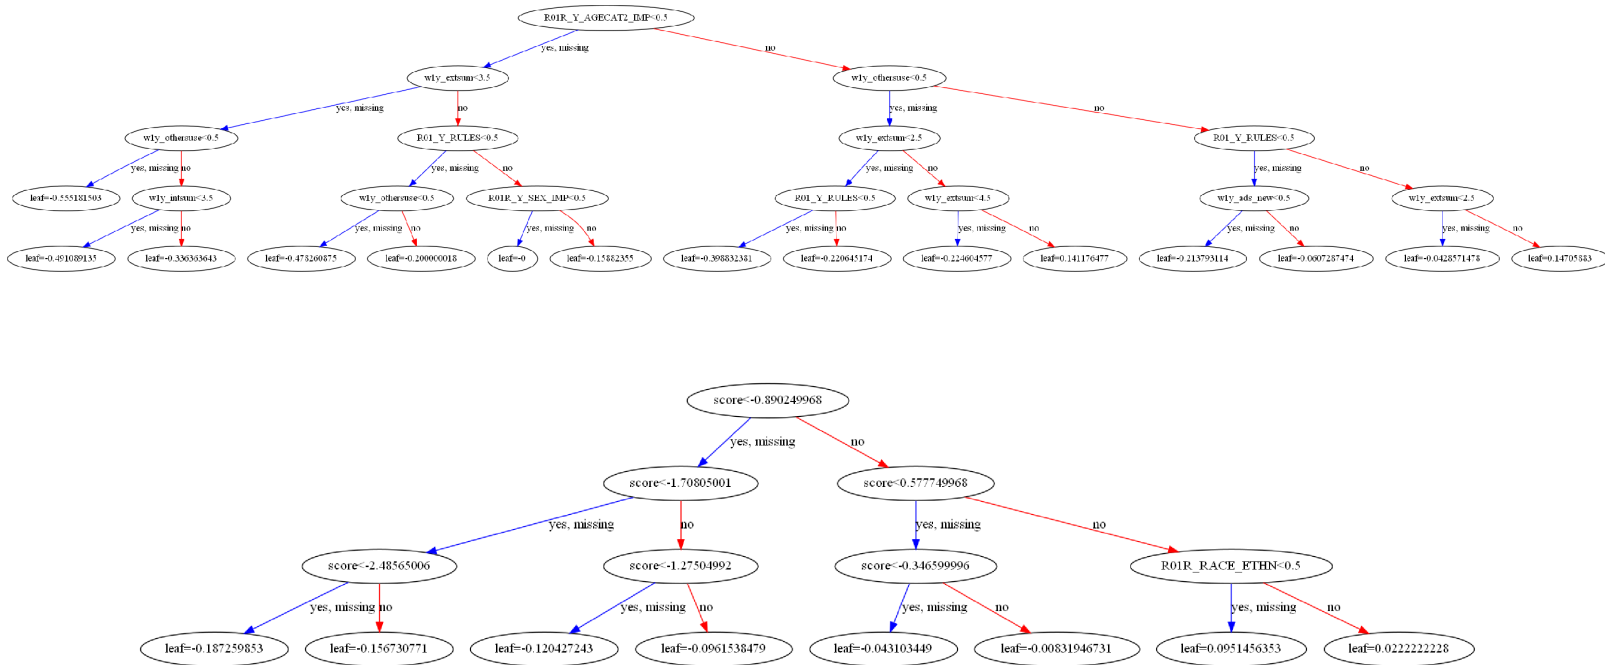 R01R_Y_AGECAT2_IMP<0.5
yes, missing
no
w1y_extsum<3.5
w1y_othersuse<0.5
yes, missing
no
yes, missing
no
w1y_othersuse<0.5
R01_Y_RULES<0.5
w1y_extsum<2.5
R01_Y_RULES<0.5
yes, missing
no
yes, missing
no
yes, missing
no
yes, missing
no
leaf=-0.555181503
w1y_intsum<3.5
w1y_othersuse<0.5
R01R_Y_SEX_IMP<0.5
R01_Y_RULES<0.5
w1y_extsum<4.5
w1y_ads_new<0.5
w1y_extsum<2.5
yes, missing
no
yes, missing
no
yes, missing
no
yes, missing
no
yes, missing
no
yes, missing
no
yes, missing
no
leaf=-0.491089135
leaf=-0.336363643
leaf=-0.478260875
leaf=-0.200000018
leaf=-0
leaf=-0.15882355
leaf=-0.398832381
leaf=-0.220645174
leaf=-0.224604577
leaf=0.141176477
leaf=-0.213793114
leaf=-0.0607287474
leaf=-0.0428571478
leaf=0.14705883
score<-0.890249968
yes, missing
no
score<-1.70805001
score<0.577749968
yes, missing
no
yes, missing
no
score<-2.48565006
score<-1.27504992
score<-0.346599996
R01R_RACE_ETHN<0.5
yes, missing
no
yes, missing
no
yes, missing
no
yes, missing
no
leaf=-0.187259853
leaf=-0.156730771
leaf=-0.120427243
leaf=-0.0961538479
leaf=-0.043103449
leaf=-0.00831946731
leaf=0.0951456353
leaf=0.0222222228